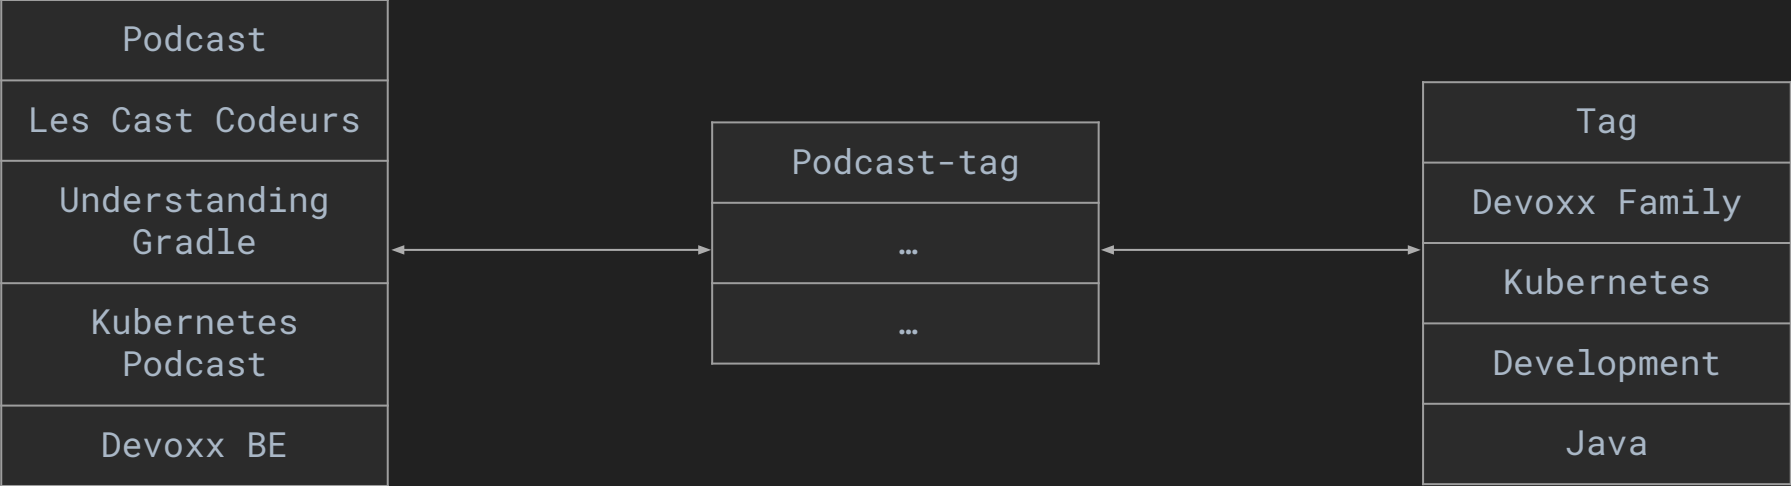 Podcast
Les Cast Codeurs
Understanding
Gradle
Kubernetes
Podcast
Devoxx BE
Podcast-tag
…
…
Tag
Devoxx Family
Kubernetes
Development
Java